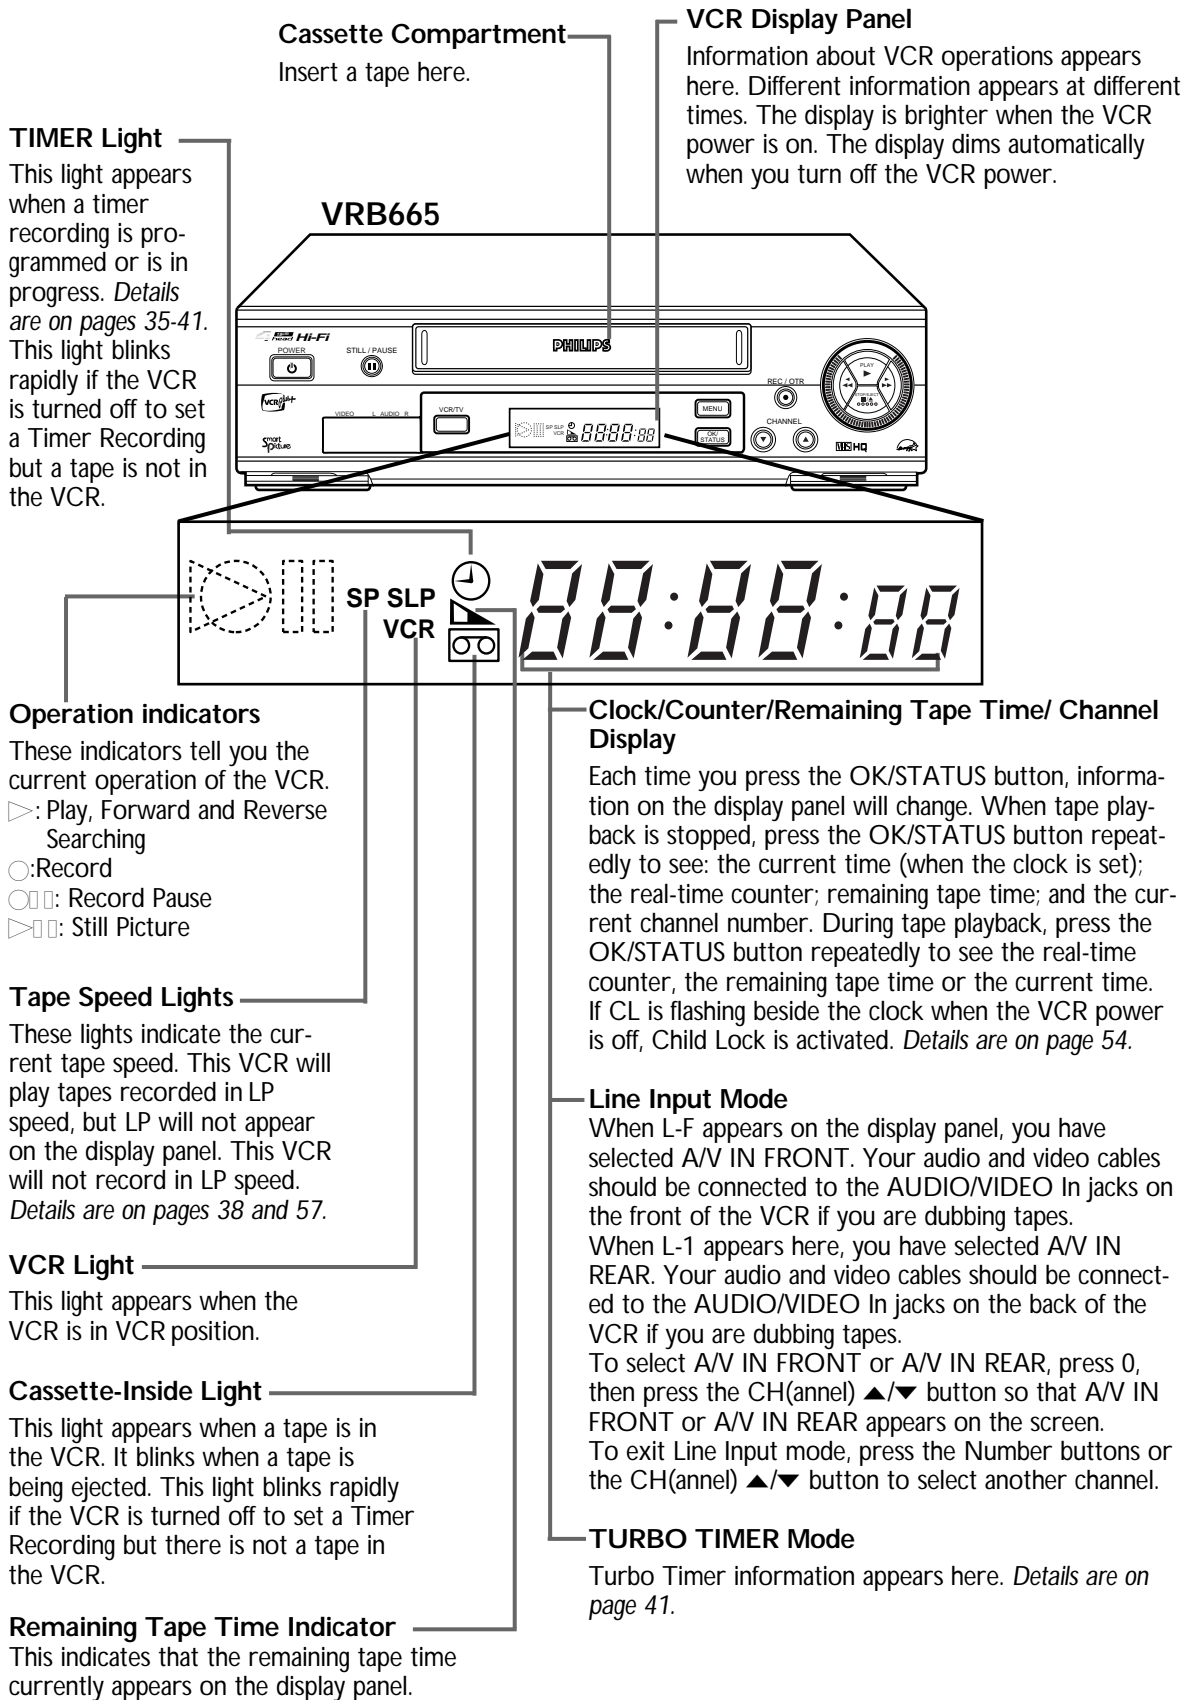 Cassette Compartment
Insert a tape here.
VCR Display Panel
Information about VCR operations appears
here. Different information appears at different
times. The display is brighter when the VCR
power is on. The display dims automatically
when you turn off the VCR power.
TIMER Light
This light appears
when a timer
recording is pro-
grammed or is in
progress. Details
are on pages 35-41.
This light blinks
rapidly if the VCR
is turned off to set
a Timer Recording
but a tape is not in
the VCR.
VRB665
4 head Hi-Fi
POWER
STILL / PAUSE
PHILIPS
PLAY
STOP/EJECT
REC / OTR
VCR Plus+
VIDEO L AUDIO R
VCR/TV
SP SLP
VCR
88:88:88
MENU
OK/
STATUS
CHANNEL
Smart
Picture
VHS HQ
SP SLP
VCR
88:88:88
Operation indicators
These indicators tell you the
current operation of the VCR.
▷: Play, Forward and Reverse
Searching
○:Record
○▯▯: Record Pause
▷▯▯: Still Picture
Tape Speed Lights
These lights indicate the cur-
rent tape speed. This VCR will
play tapes recorded in LP
speed, but LP will not appear
on the display panel. This VCR
will not record in LP speed.
Details are on pages 38 and 57.
VCR Light
This light appears when the
VCR is in VCR position.
Cassette-Inside Light
This light appears when a tape is in
the VCR. It blinks when a tape is
being ejected. This light blinks rapidly
if the VCR is turned off to set a Timer
Recording but there is not a tape in
the VCR.
Remaining Tape Time Indicator
This indicates that the remaining tape time
currently appears on the display panel.
Clock/Counter/Remaining Tape Time/ Channel
Display
Each time you press the OK/STATUS button, informa-
tion on the display panel will change. When tape play-
back is stopped, press the OK/STATUS button repeat-
edly to see: the current time (when the clock is set);
the real-time counter; remaining tape time; and the cur-
rent channel number. During tape playback, press the
OK/STATUS button repeatedly to see the real-time
counter, the remaining tape time or the current time.
If CL is flashing beside the clock when the VCR power
is off, Child Lock is activated. Details are on page 54.
Line Input Mode
When L-F appears on the display panel, you have
selected A/V IN FRONT. Your audio and video cables
should be connected to the AUDIO/VIDEO In jacks on
the front of the VCR if you are dubbing tapes.
When L-1 appears here, you have selected A/V IN
REAR. Your audio and video cables should be connect-
ed to the AUDIO/VIDEO In jacks on the back of the
VCR if you are dubbing tapes.
To select A/V IN FRONT or A/V IN REAR, press 0,
then press the CH(annel) ▲/▼ button so that A/V IN
FRONT or A/V IN REAR appears on the screen.
To exit Line Input mode, press the Number buttons or
the CH(annel) ▲/▼ button to select another channel.
TURBO TIMER Mode
Turbo Timer information appears here. Details are on
page 41.